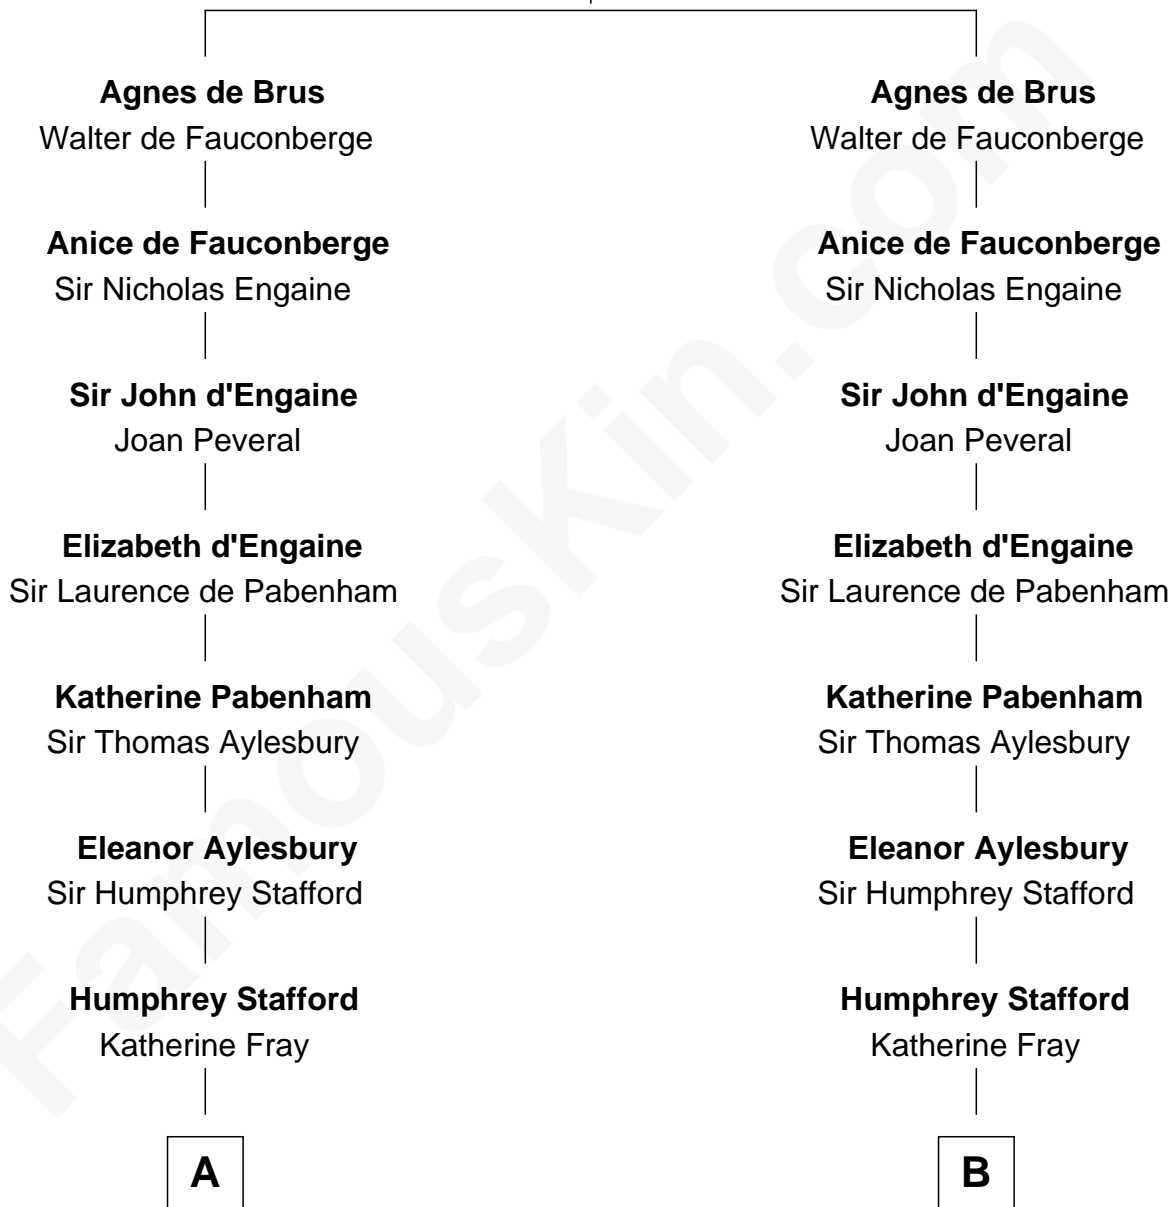 Agnes de Brus
Walter de Fauconberge
Anice de Fauconberge
Sir Nicholas Engaine
Sir John d'Engaine
Joan Peveral
Elizabeth d'Engaine
Sir Laurence de Pabenham
Katherine Pabenham
Sir Thomas Aylesbury
Eleanor Aylesbury
Sir Humphrey Stafford
Humphrey Stafford
Katherine Fray
A
Agnes de Brus
Walter de Fauconberge
Anice de Fauconberge
Sir Nicholas Engaine
Sir John d'Engaine
Joan Peveral
Elizabeth d'Engaine
Sir Laurence de Pabenham
Katherine Pabenham
Sir Thomas Aylesbury
Eleanor Aylesbury
Sir Humphrey Stafford
Humphrey Stafford
Katherine Fray
B
FamousKin.com